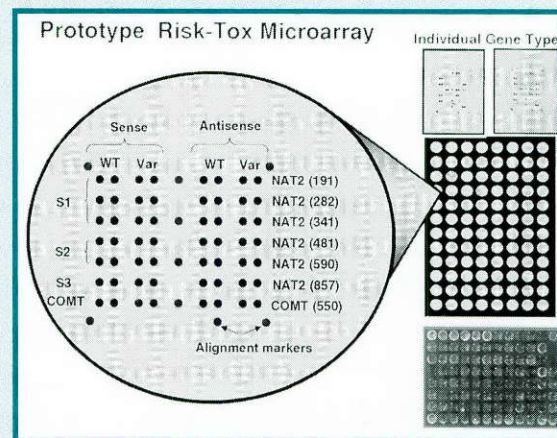 Prototype Risk-Tox Microarray
Individual Gene Type
Sense Antisense
WT Var WT Var
NAT2 (191)
S1 NAT2 (282)
NAT2 (341)
S2 NAT2 (481)
NAT2 (590)
S3 NAT2 (857)
COMT COMT (550)
Alignment markers